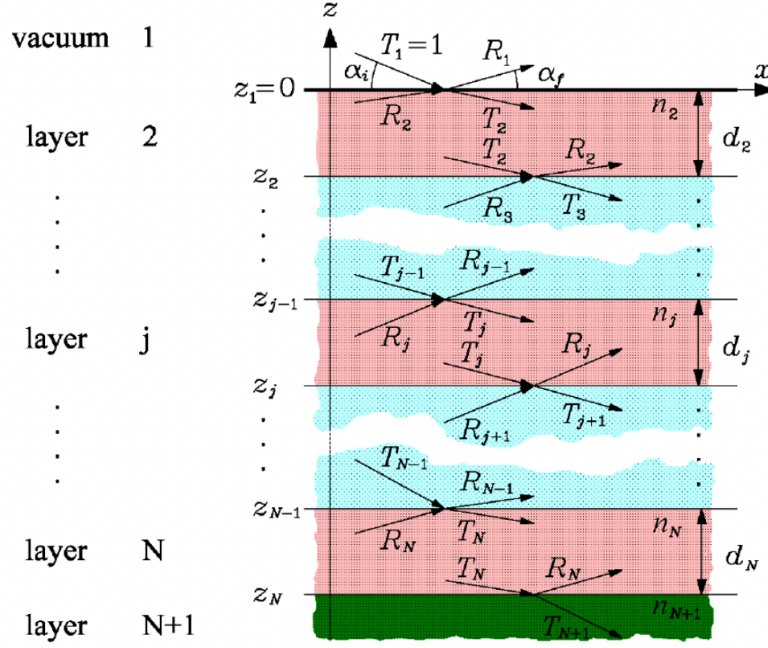 z
vacuum 1
T₁=1
R₁
αᵢ
α_f
z₁=0
x
R₂
T₂
n₂
layer 2
T₂
R₂
d₂
z₂
R₃
T₃
T_{j-1}
R_{j-1}
z_{j-1}
n_j
layer j
R_j
T_j
T_j
R_j
d_j
z_j
R_{j+1}
T_{j+1}
T_{N-1}
R_{N-1}
z_{N-1}
layer N
R_N
T_N
n_N
T_N
R_N
d_N
z_N
n_{N+1}
layer N+1
T_{N+1}